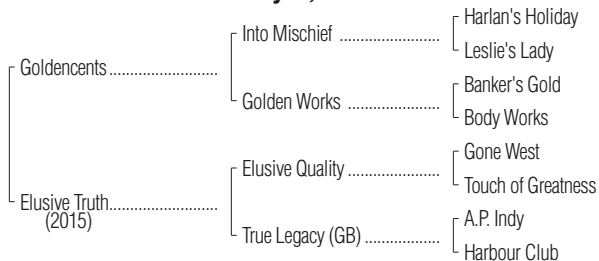 Harlan's Holiday
Into Mischief ....................
Leslie's Lady
Goldencents ......................
Banker's Gold
Golden Works ..................
Body Works
Gone West
Elusive Quality ..................
Touch of Greatness
Elusive Truth......................
(2015)
A.P. Indy
True Legacy (GB) ...............
Harbour Club